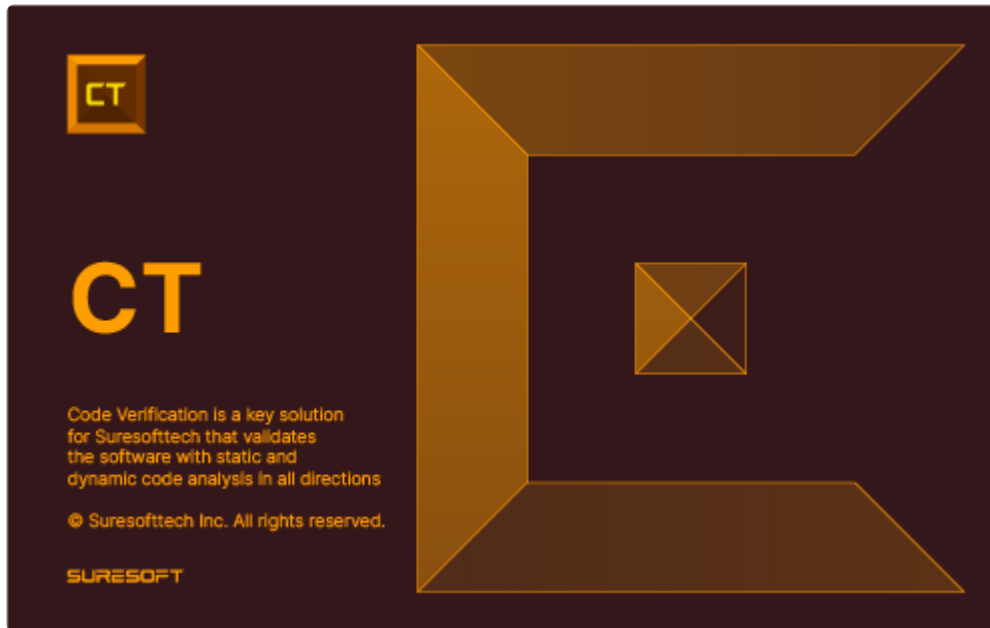 CT
CT
Code Verification is a key solution
for Suresofttech that validates
the software with static and
dynamic code analysis in all directions
© Suresofttech Inc. All rights reserved.
SURESOFT